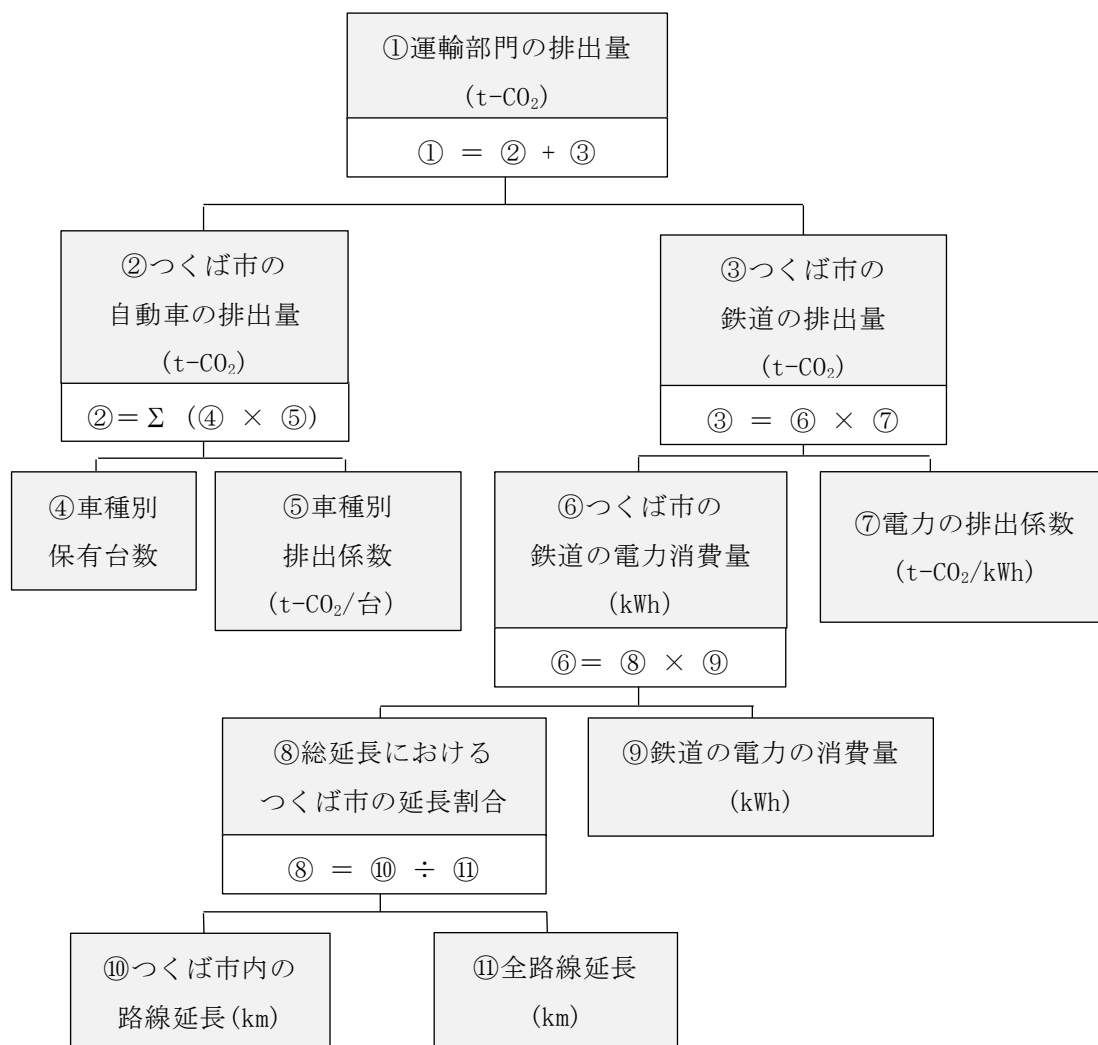 ①運輸部門の排出量
(t-CO₂)
① = ② + ③
②つくば市の
自動車の排出量
(t-CO₂)
②=Σ (④ × ⑤)
③つくば市の
鉄道の排出量
(t-CO₂)
③ = ⑥ × ⑦
④車種別
保有台数
⑤車種別
排出係数
(t-CO₂/台)
⑥つくば市の
鉄道の電力消費量
(kWh)
⑥= ⑧ × ⑨
⑦電力の排出係数
(t-CO₂/kWh)
⑧総延長における
つくば市の延長割合
⑧ = ⑩ ÷ ⑪
⑨鉄道の電力の消費量
(kWh)
⑩つくば市内の
路線延長(km)
⑪全路線延長
(km)